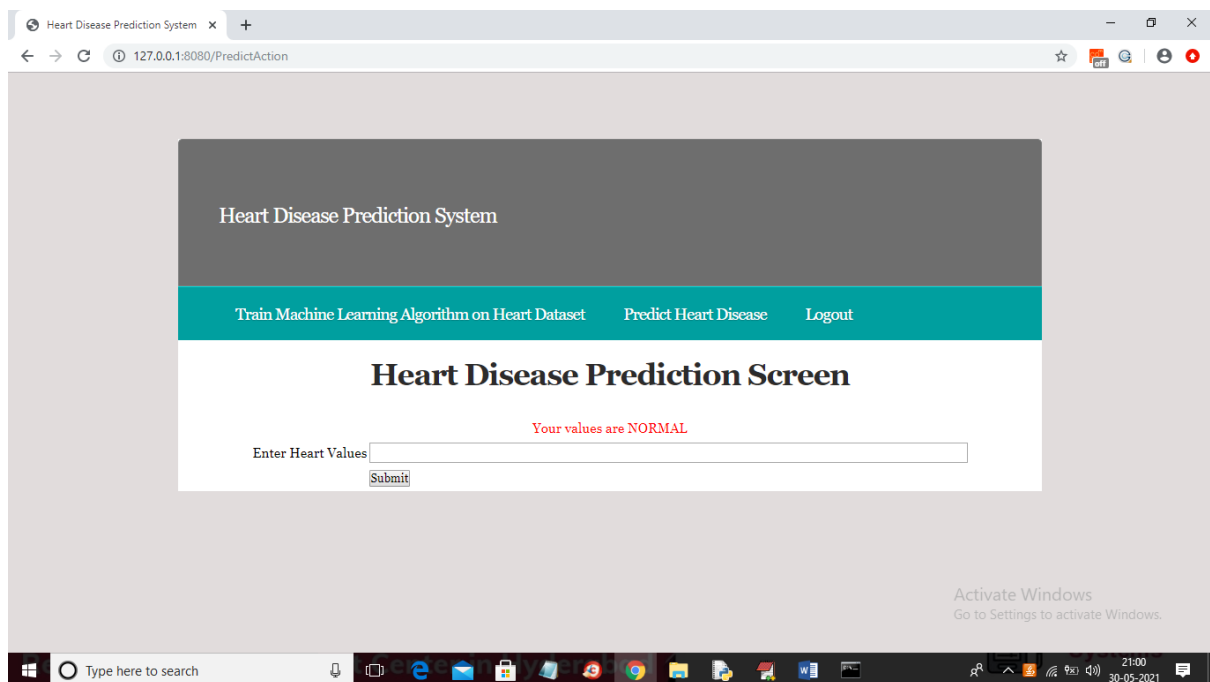 Heart Disease Prediction System
127.0.0.1:8080/PredictAction
off
Heart Disease Prediction System
Train Machine Learning Algorithm on Heart Dataset Predict Heart Disease Logout
Heart Disease Prediction Screen
Your values are NORMAL
Enter Heart Values
Submit
Activate Windows
Go to Settings to activate Windows.
Type here to search
21:00
30-05-2021